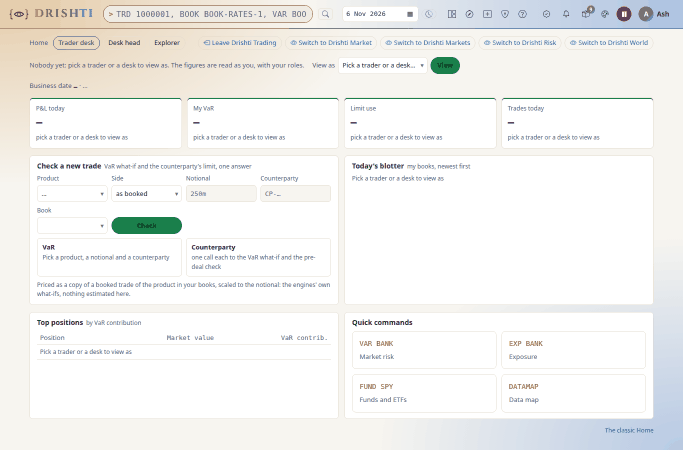 {👁} DRISHTI
> TRD 1000001, BOOK BOOK-RATES-1, VAR BOO
6 Nov 2026
A Ash
Home Trader desk Desk head Explorer Leave Drishti Trading Switch to Drishti Market Switch to Drishti Markets Switch to Drishti Risk Switch to Drishti World
Nobody yet: pick a trader or a desk to view as. The figures are read as you, with your roles. View as Pick a trader or a desk... View
Business date … · ...
P&L today
—
pick a trader or a desk to view as
My VaR
—
pick a trader or a desk to view as
Limit use
—
pick a trader or a desk to view as
Trades today
—
pick a trader or a desk to view as
Check a new trade VaR what-if and the counterparty's limit, one answer
Product Side Notional Counterparty
... as booked 250m CP-…
Book
Check
VaR
Pick a product, a notional and a counterparty
Counterparty
one call each to the VaR what-if and the pre-
deal check
Priced as a copy of a booked trade of the product in your books, scaled to the notional: the engines' own
what-ifs, nothing estimated here.
Today's blotter my books, newest first
Pick a trader or a desk to view as
Top positions by VaR contribution
Position Market value VaR contrib.
Pick a trader or a desk to view as
Quick commands
VAR BANK
Market risk
EXP BANK
Exposure
FUND SPY
Funds and ETFs
DATAMAP
Data map
The classic Home